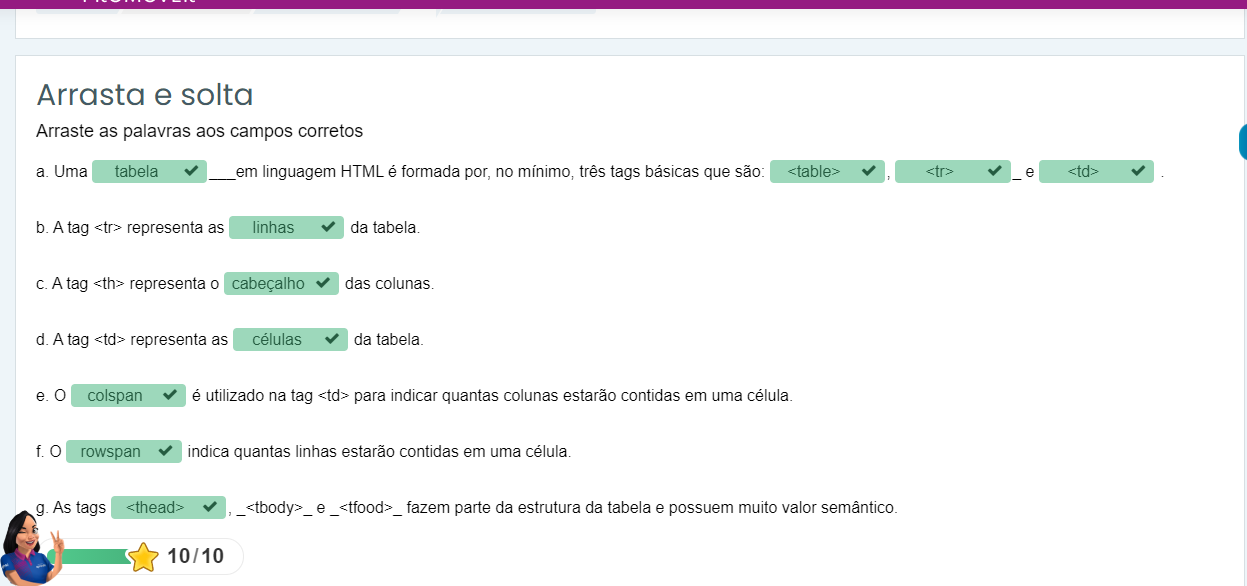 Arrasta e solta
Arraste as palavras aos campos corretos
a. Uma tabela ___em linguagem HTML é formada por, no mínimo, três tags básicas que são: <table> , <tr> _ e <td> .
b. A tag <tr> representa as linhas da tabela.
c. A tag <th> representa o cabeçalho das colunas.
d. A tag <td> representa as células da tabela.
e. O colspan é utilizado na tag <td> para indicar quantas colunas estarão contidas em uma célula.
f. O rowspan indica quantas linhas estarão contidas em uma célula.
g. As tags <thead> , _<tbody>_ e _<tfood>_ fazem parte da estrutura da tabela e possuem muito valor semântico.
10/10